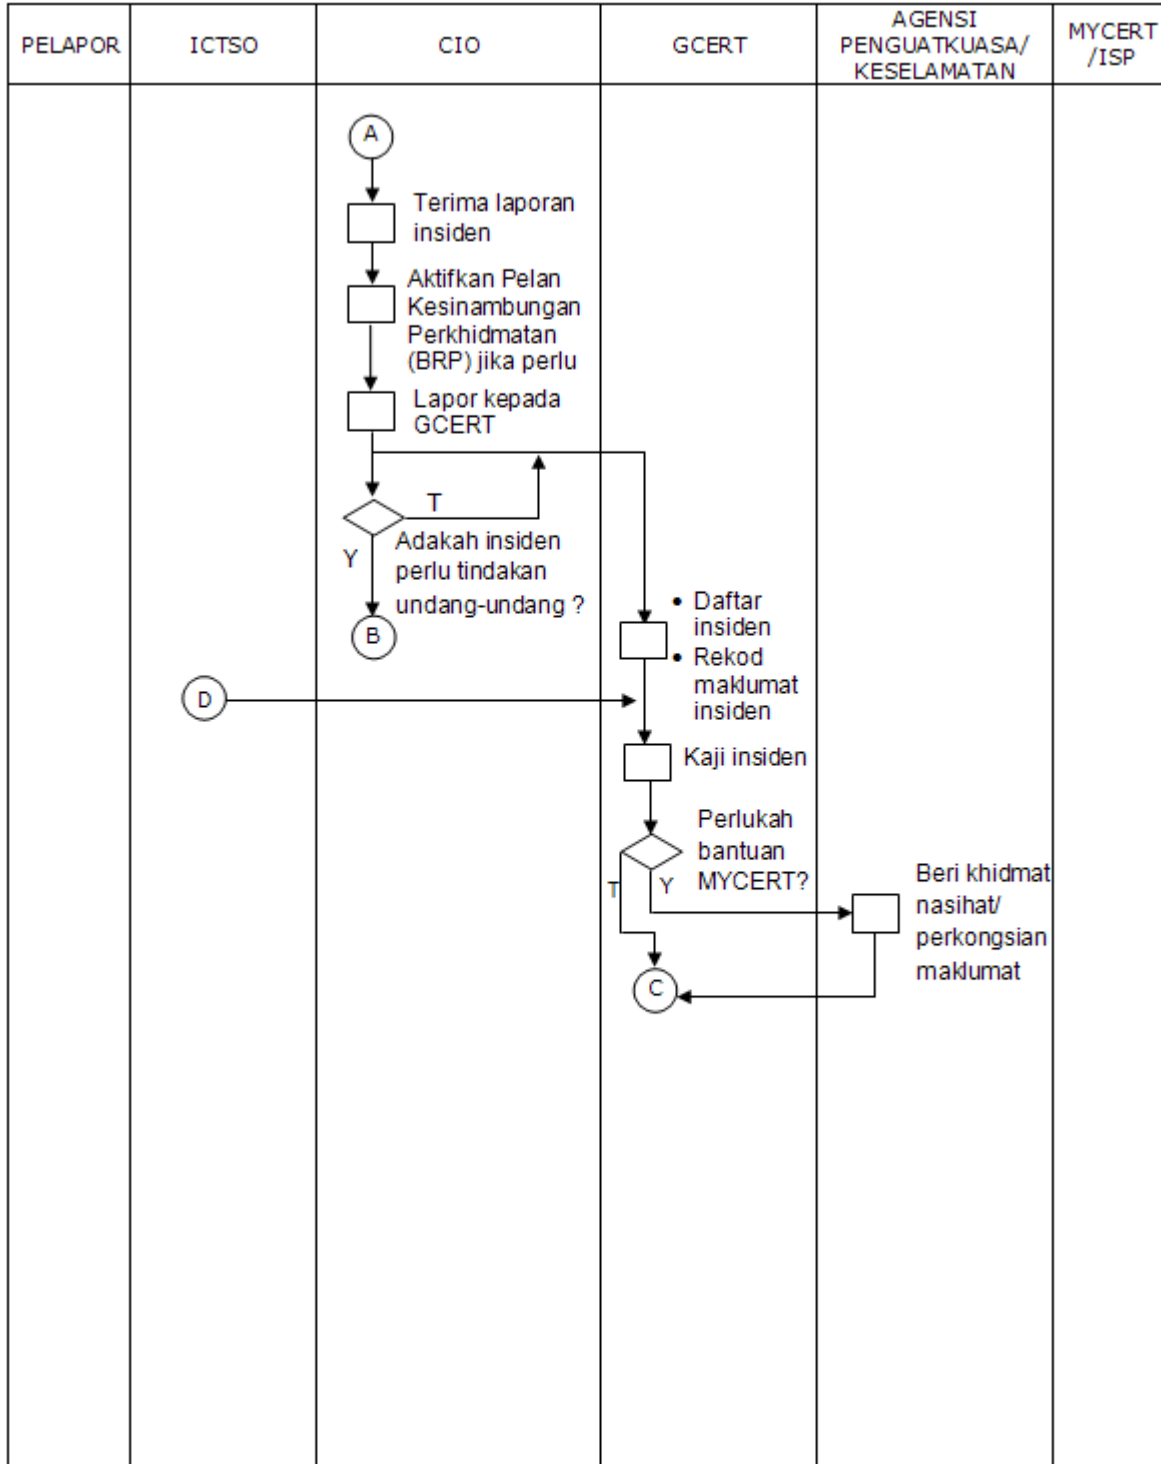 PELAPOR
ICTSO
CIO
GCERT
AGENSI
PENGUATKUASA/
KESELAMATAN
MYCERT
/ISP
A
Terima laporan
insiden
Aktifkan Pelan
Kesinambungan
Perkhidmatan
(BRP) jika perlu
Lapor kepada
GCERT
T
Y
Adakah insiden
perlu tindakan
undang-undang ?
B
• Daftar
insiden
• Rekod
maklumat
insiden
D
Kaji insiden
Perlukah
bantuan
MYCERT?
T
Y
Beri khidmat
nasihat/
perkongsian
maklumat
C